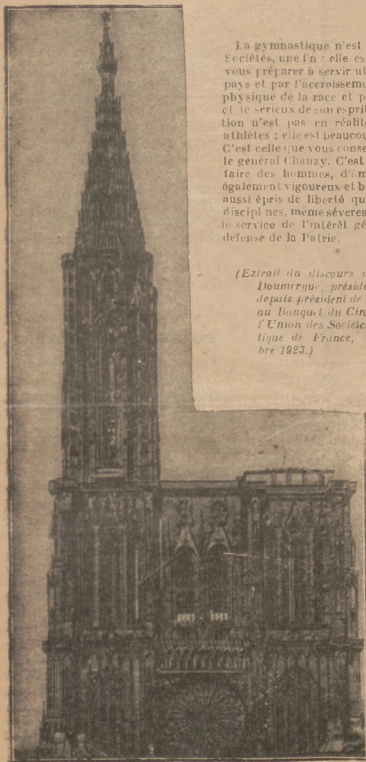 La gymnastique n'est
Sociétés, une fin : elle es
vous préparer à servir ut
pays et par l'accroisseme
physique de la race et p
et le sérieux de son esprit
tion n'est pas en réalit
athlètes ; elle est beaucou
C'est celle que vous conse
le général Chanzy. C'est
faire des hommes, d'em
également vigoureux et b
aussi épris de liberté qu
disciplines, même sévères
le service de l'intérêt gé
défense de la Patrie.
(Extrait du discours
Doumergue, préside
depuis président de
au Banquet du Cin
l'Union des Sociétés
tique de France,
bre 1923.)